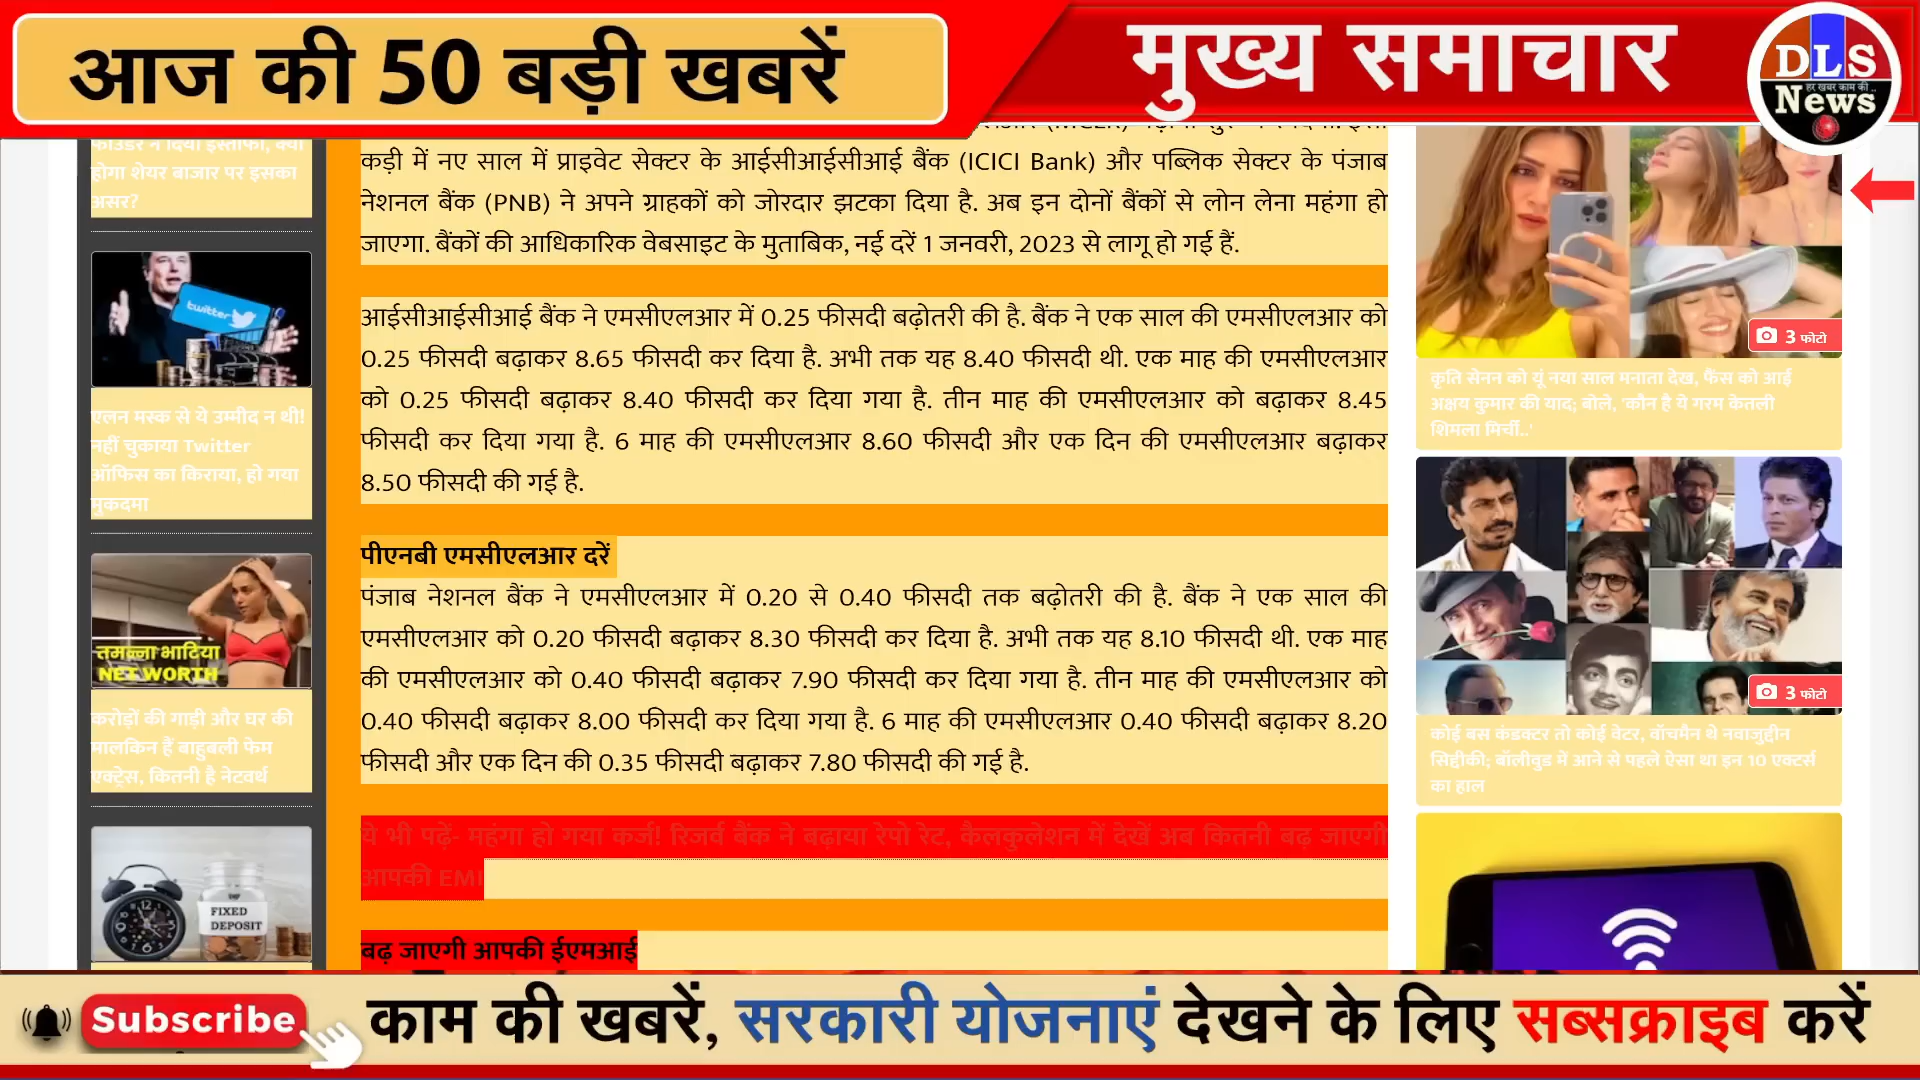 आज की 50 बड़ी खबरें
मुख्य समाचार
DLS
हर खबर काम की..
News
फाउंडर ने दिया इस्तीफा, क्या
होगा शेयर बाजार पर इसका
असर?
twitter
एलन मस्क से ये उम्मीद न थी!
नहीं चुकाया Twitter
ऑफिस का किराया, हो गया
मुकदमा
तमन्ना भाटिया
NET WORTH
करोड़ों की गाड़ी और घर की
मालकिन हैं बाहुबली फेम
एक्ट्रेस, कितनी है नेटवर्थ
FIXED
DEPOSIT
कड़ी में नए साल में प्राइवेट सेक्टर के आईसीआईसीआई बैंक (ICICI Bank) और पब्लिक सेक्टर के पंजाब
नेशनल बैंक (PNB) ने अपने ग्राहकों को जोरदार झटका दिया है. अब इन दोनों बैंकों से लोन लेना महंगा हो
जाएगा. बैंकों की आधिकारिक वेबसाइट के मुताबिक, नई दरें 1 जनवरी, 2023 से लागू हो गई हैं.
आईसीआईसीआई बैंक ने एमसीएलआर में 0.25 फीसदी बढ़ोतरी की है. बैंक ने एक साल की एमसीएलआर को
0.25 फीसदी बढ़ाकर 8.65 फीसदी कर दिया है. अभी तक यह 8.40 फीसदी थी. एक माह की एमसीएलआर
को 0.25 फीसदी बढ़ाकर 8.40 फीसदी कर दिया गया है. तीन माह की एमसीएलआर को बढ़ाकर 8.45
फीसदी कर दिया गया है. 6 माह की एमसीएलआर 8.60 फीसदी और एक दिन की एमसीएलआर बढ़ाकर
8.50 फीसदी की गई है.
पीएनबी एमसीएलआर दरें
पंजाब नेशनल बैंक ने एमसीएलआर में 0.20 से 0.40 फीसदी तक बढ़ोतरी की है. बैंक ने एक साल की
एमसीएलआर को 0.20 फीसदी बढ़ाकर 8.30 फीसदी कर दिया है. अभी तक यह 8.10 फीसदी थी. एक माह
की एमसीएलआर को 0.40 फीसदी बढ़ाकर 7.90 फीसदी कर दिया गया है. तीन माह की एमसीएलआर को
0.40 फीसदी बढ़ाकर 8.00 फीसदी कर दिया गया है. 6 माह की एमसीएलआर 0.40 फीसदी बढ़ाकर 8.20
फीसदी और एक दिन की 0.35 फीसदी बढ़ाकर 7.80 फीसदी की गई है.
ये भी पढ़ें- महंगा हो गया कर्ज! रिजर्व बैंक ने बढ़ाया रेपो रेट, कैलकुलेशन में देखें अब कितनी बढ़ जाएगी
आपकी EMI
बढ़ जाएगी आपकी ईएमआई
3 फोटो
कृति सेनन को यूं नया साल मनाता देख, फैंस को आई
अक्षय कुमार की याद; बोले, 'कौन है ये गरम केतली
शिमला मिर्ची..'
3 फोटो
कोई बस कंडक्टर तो कोई वेटर, वॉचमैन थे नवाजुद्दीन
सिद्दीकी; बॉलीवुड में आने से पहले ऐसा था इन 10 एक्टर्स
का हाल
Subscribe
काम की खबरें, सरकारी योजनाएं देखने के लिए सब्सक्राइब करें